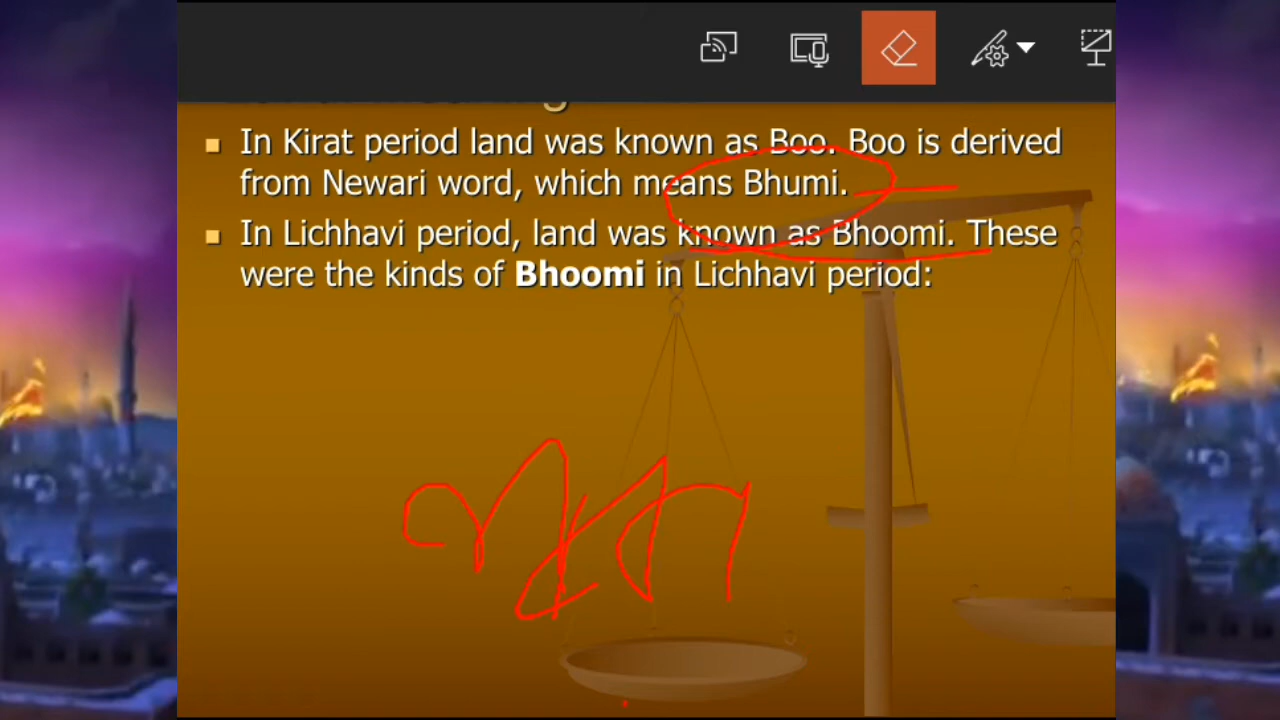 In Kirat period land was known as Boo. Boo is derived
from Newari word, which means Bhumi.
In Lichhavi period, land was known as Bhoomi. These
were the kinds of Bhoomi in Lichhavi period: